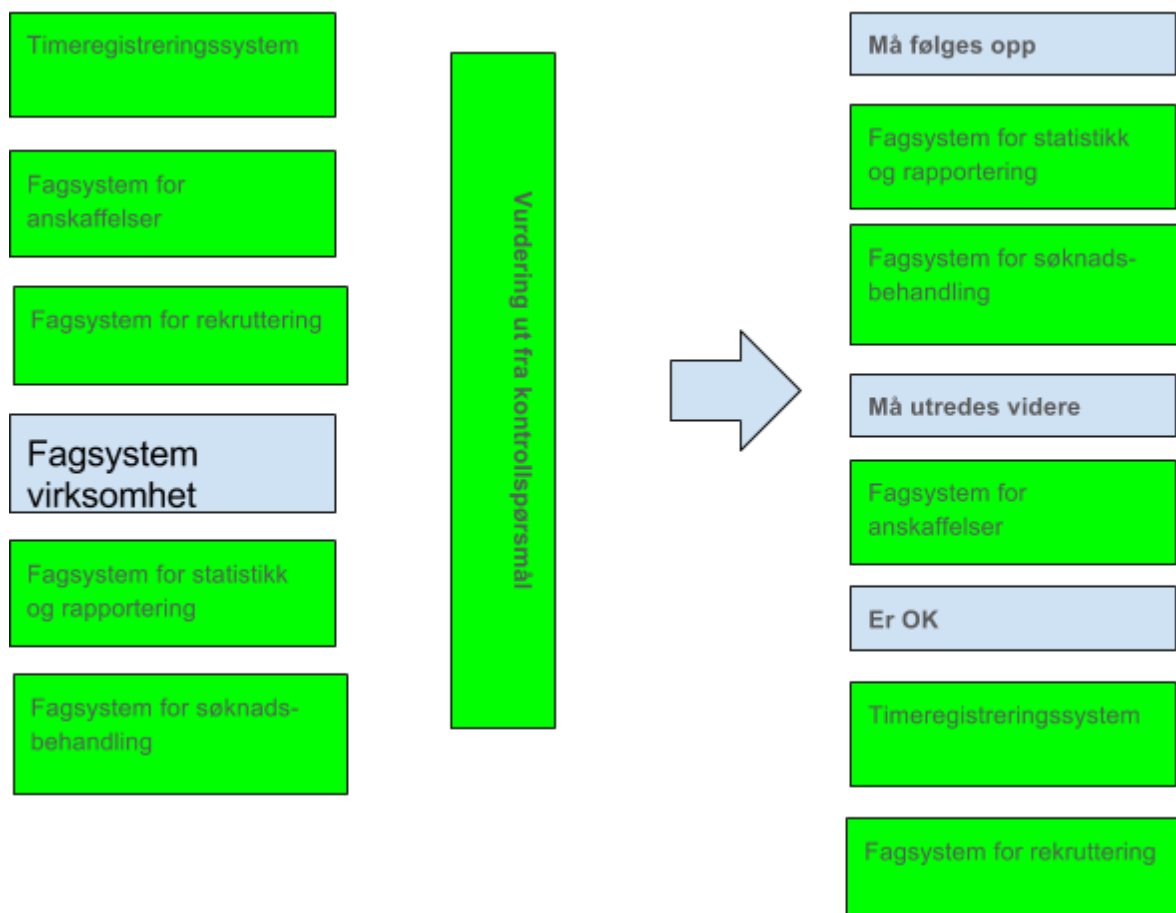 Timeregistreringssystem
Fagsystem for
anskaffelser
Fagsystem for rekruttering
Fagsystem
virksomhet
Fagsystem for statistikk
og rapportering
Fagsystem for søknads-
behandling
Vurdering ut fra kontrollspørsmål
Må følges opp
Fagsystem for statistikk
og rapportering
Fagsystem for søknads-
behandling
Må utredes videre
Fagsystem for
anskaffelser
Er OK
Timeregistreringssystem
Fagsystem for rekruttering